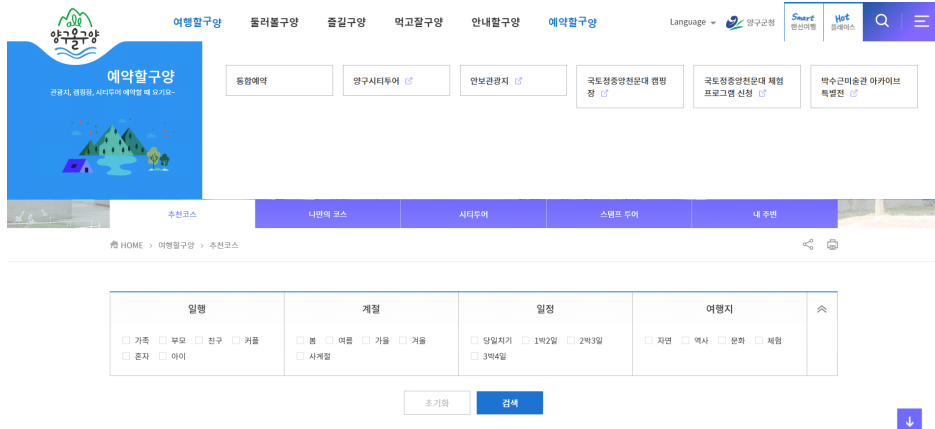 양구올구양
여행할구양 둘러볼구양 즐길구양 먹고잘구양 안내할구양 예약할구양 Language 양구군청 Smart 랜선여행 Hot 플레이스
예약할구양
관광지, 캠핑장, 시티투어 예약할 때 요기요~
통합예약 양구시티투어 안보관광지 국토정중앙천문대 캠핑장 국토정중앙천문대 체험 프로그램 신청 박수근미술관 아카이브 특별전
추천코스 나만의 코스 시티투어 스탬프 투어 내 주변
HOME > 여행할구양 > 추천코스
일행 계절 일정 여행지
가족 부모 친구 커플 봄 여름 가을 겨울 당일치기 1박2일 2박3일 자연 역사 문화 체험
혼자 아이 사계절 3박4일
초기화 검색